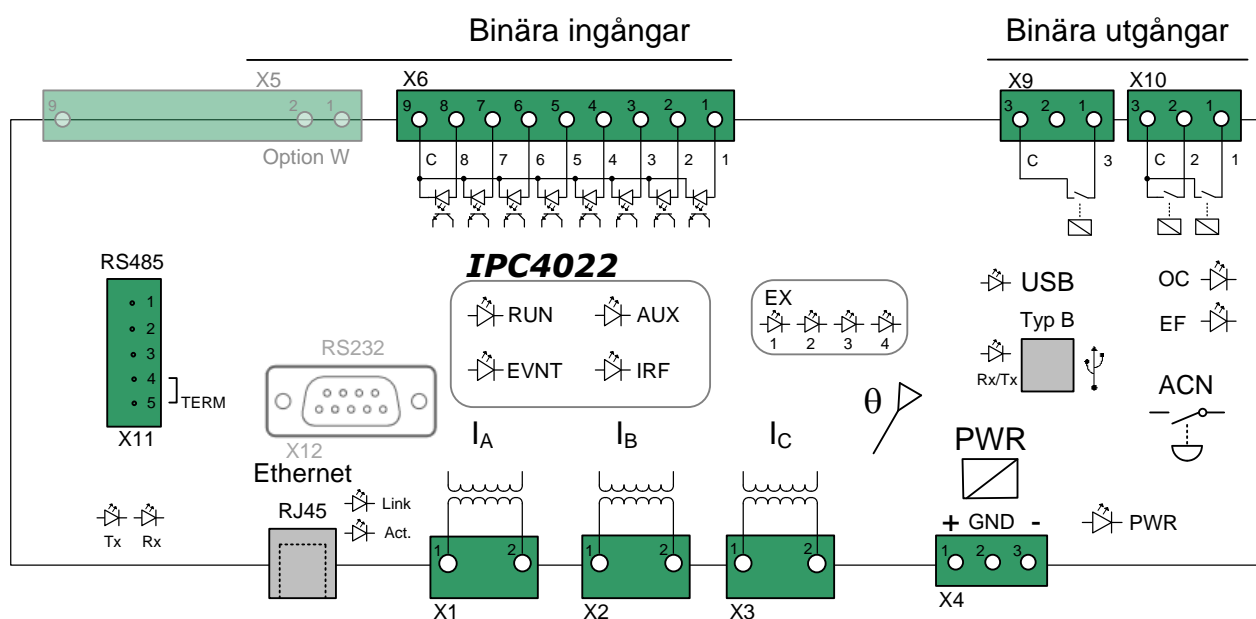 Binära ingångar
Binära utgångar
X5
X6
X9
X10
9 2 1
9 8 7 6 5 4 3 2 1
3 2 1
3 2 1
Option W
C 8 7 6 5 4 3 2 1
C 3
C 2 1
IPC4022
RS485
1
2
3
4
5
TERM
X11
RUN
AUX
EVNT
IRF
EX
1 2 3 4
USB
Typ B
Rx/Tx
OC
EF
ACN
RS232
X12
θ
IA
IB
IC
PWR
Ethernet
RJ45
Link
Act.
Tx
Rx
+ GND -
PWR
1 2
1 2
1 2
1 2 3
X1
X2
X3
X4